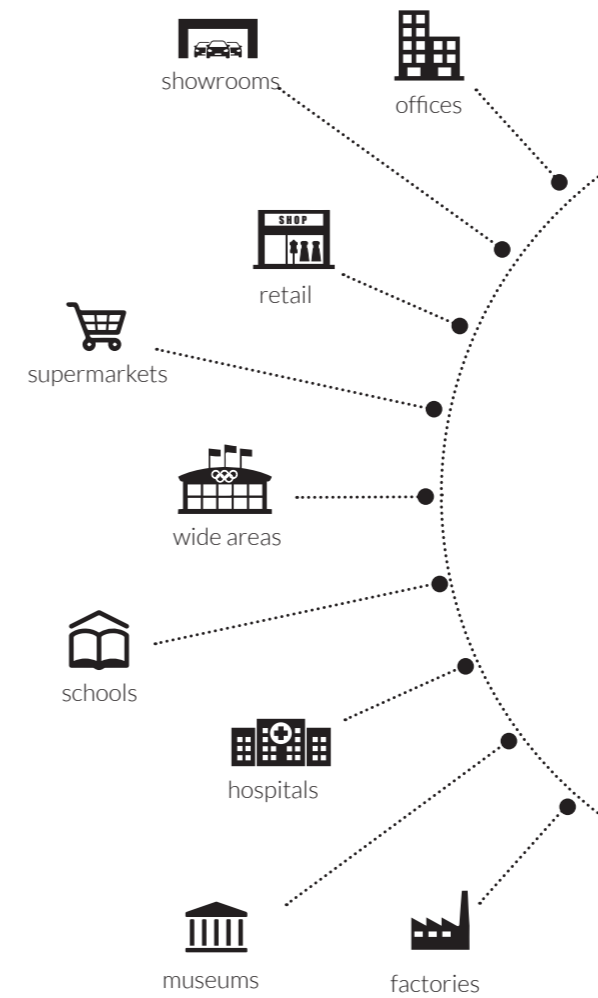 showrooms
offices
SHOP
retail
supermarkets
wide areas
schools
hospitals
museums
factories